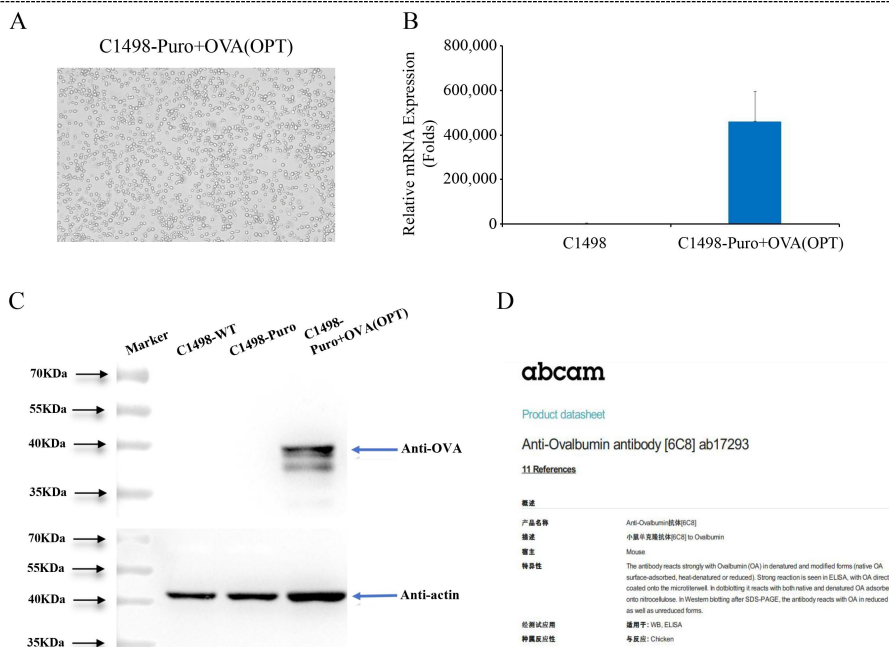 A
C1498-Puro+OVA(OPT)
B
Relative mRNA Expression
(Folds)
800,000
600,000
400,000
200,000
0
C1498
C1498-Puro+OVA(OPT)
C
Marker
C1498-WT
C1498-Puro
C1498-
Puro+OVA(OPT)
70KDa
55KDa
40KDa
35KDa
Anti-OVA
70KDa
55KDa
40KDa
35KDa
Anti-actin
D
abcam
Product datasheet
Anti-Ovalbumin antibody [6C8] ab17293
11 References
概述
产品名称 Anti-Ovalbumin抗体[6C8]
描述 小鼠单克隆抗体[6C8] to Ovalbumin
宿主 Mouse
特异性 The antibody reacts strongly with Ovalbumin (OA) in denatured and modified forms (native OA
surface-adsorbed, heat-denatured or reduced). Strong reaction is seen in ELISA, with OA direct
coated onto the microtiterwell. In dotblotting it reacts with both native and denatured OA adsorbe
onto nitrocellulose. In Western blotting after SDS-PAGE, the antibody reacts with OA in reduced
as well as unreduced forms.
经测试应用 适用于: WB, ELISA
种属反应性 与反应: Chicken